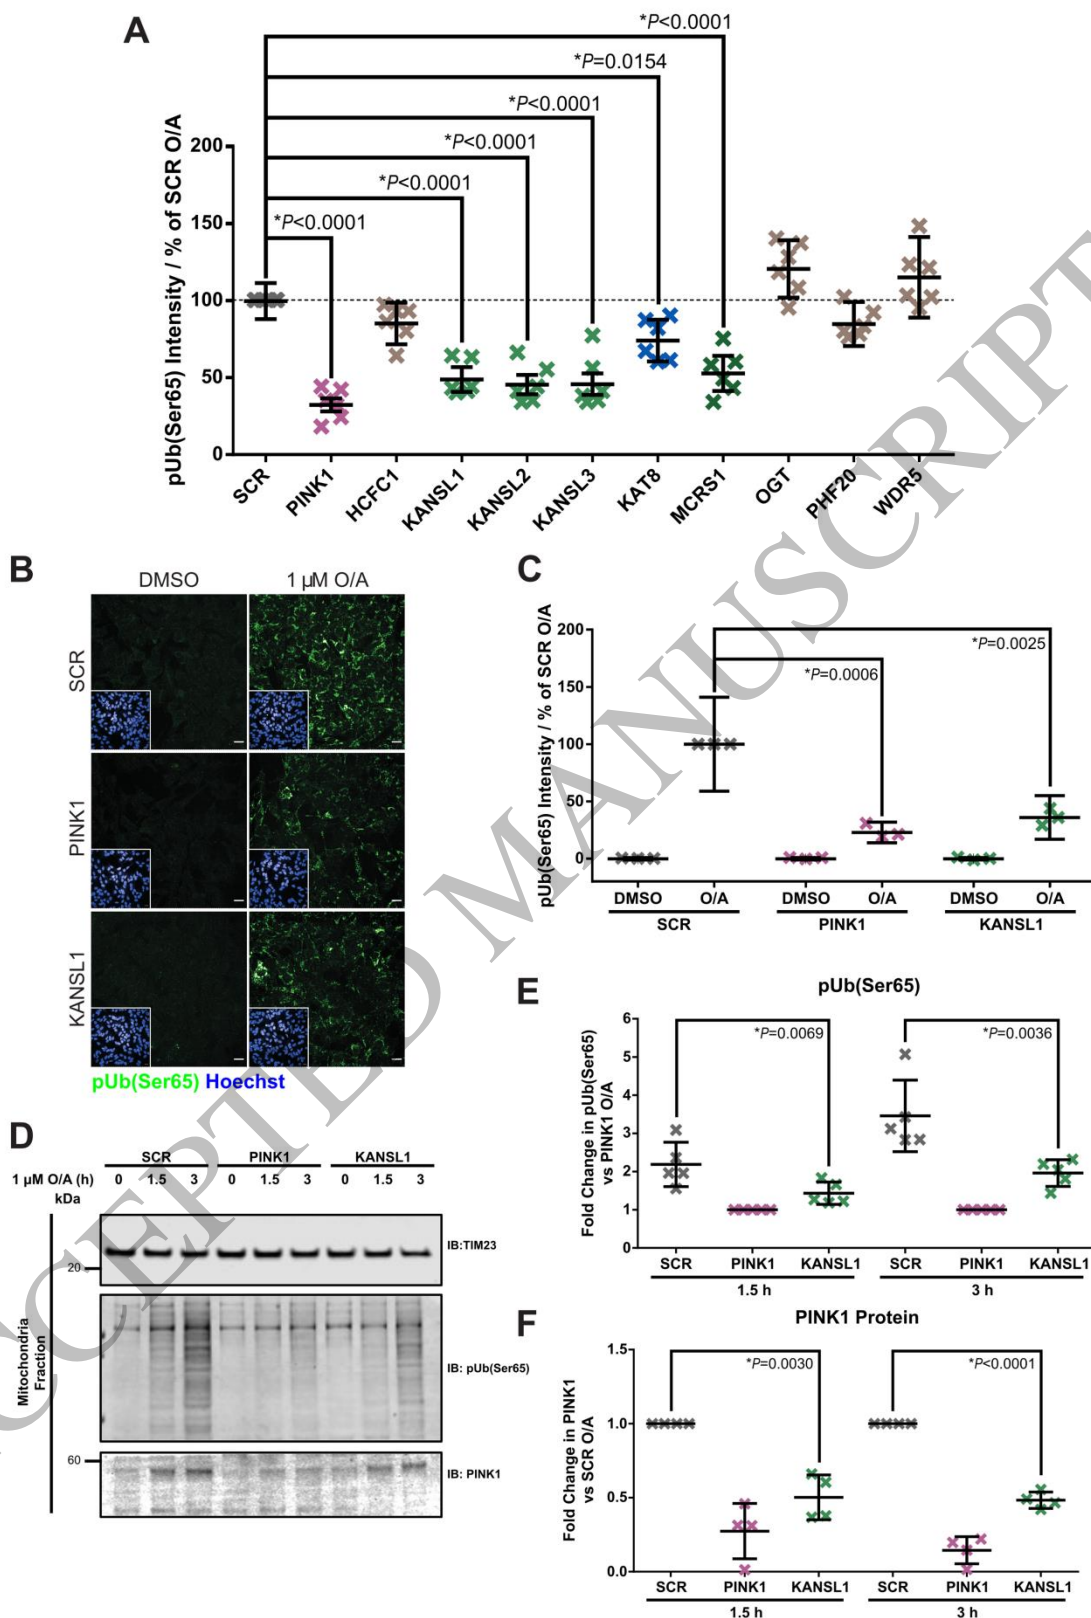 A
*P<0.0001
*P=0.0154
*P<0.0001
*P<0.0001
*P<0.0001
*P<0.0001
pUb(Ser65) Intensity / % of SCR O/A
200
150
100
50
0
SCR
PINK1
HCFC1
KANSL1
KANSL2
KANSL3
KAT8
MCRS1
OGT
PHF20
WDR5
B
DMSO
1 µM O/A
SCR
PINK1
KANSL1
pUb(Ser65) Hoechst
C
pUb(Ser65) Intensity / % of SCR O/A
200
150
100
50
0
*P=0.0025
*P=0.0006
DMSO O/A DMSO O/A DMSO O/A
SCR PINK1 KANSL1
D
SCR PINK1 KANSL1
1 µM O/A (h) 0 1.5 3 0 1.5 3 0 1.5 3
kDa
20
60
Mitochondria
Fraction
IB:TIM23
IB: pUb(Ser65)
IB: PINK1
E
pUb(Ser65)
Fold Change in pUb(Ser65)
vs PINK1 O/A
6
5
4
3
2
1
0
*P=0.0069
*P=0.0036
SCR PINK1 KANSL1 SCR PINK1 KANSL1
1.5 h 3 h
F
PINK1 Protein
Fold Change in PINK1
vs SCR O/A
1.5
1.0
0.5
0.0
*P=0.0030
*P<0.0001
SCR PINK1 KANSL1 SCR PINK1 KANSL1
1.5 h 3 h
CCEPTED MANUSCRIPT